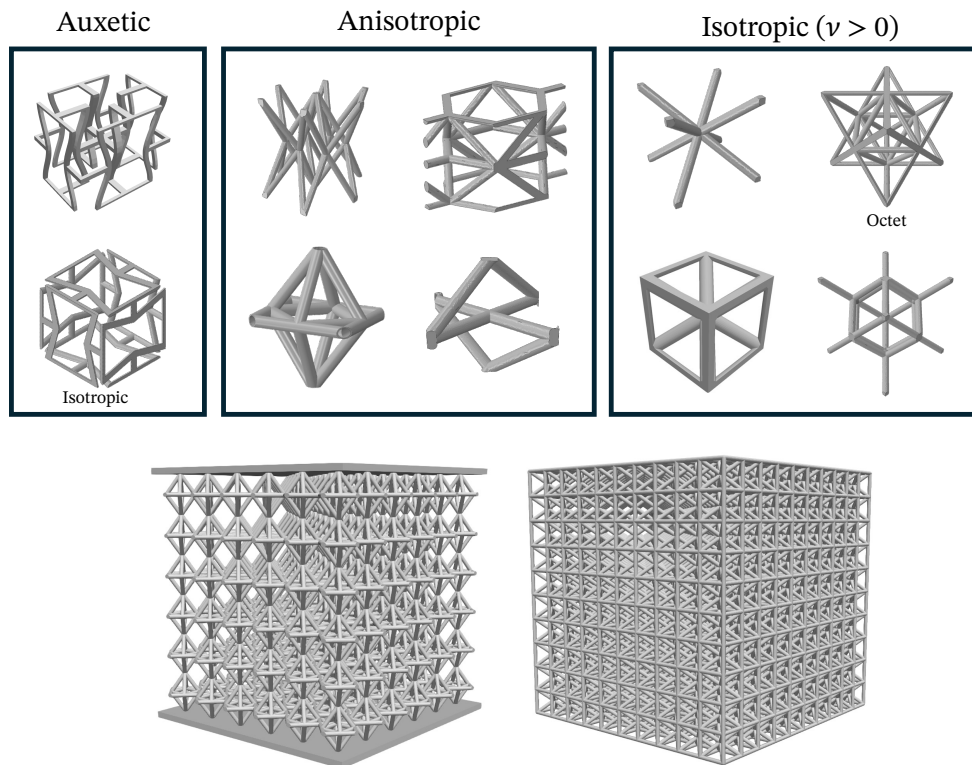 Auxetic
Anisotropic
Isotropic (ν > 0)
Octet
Isotropic